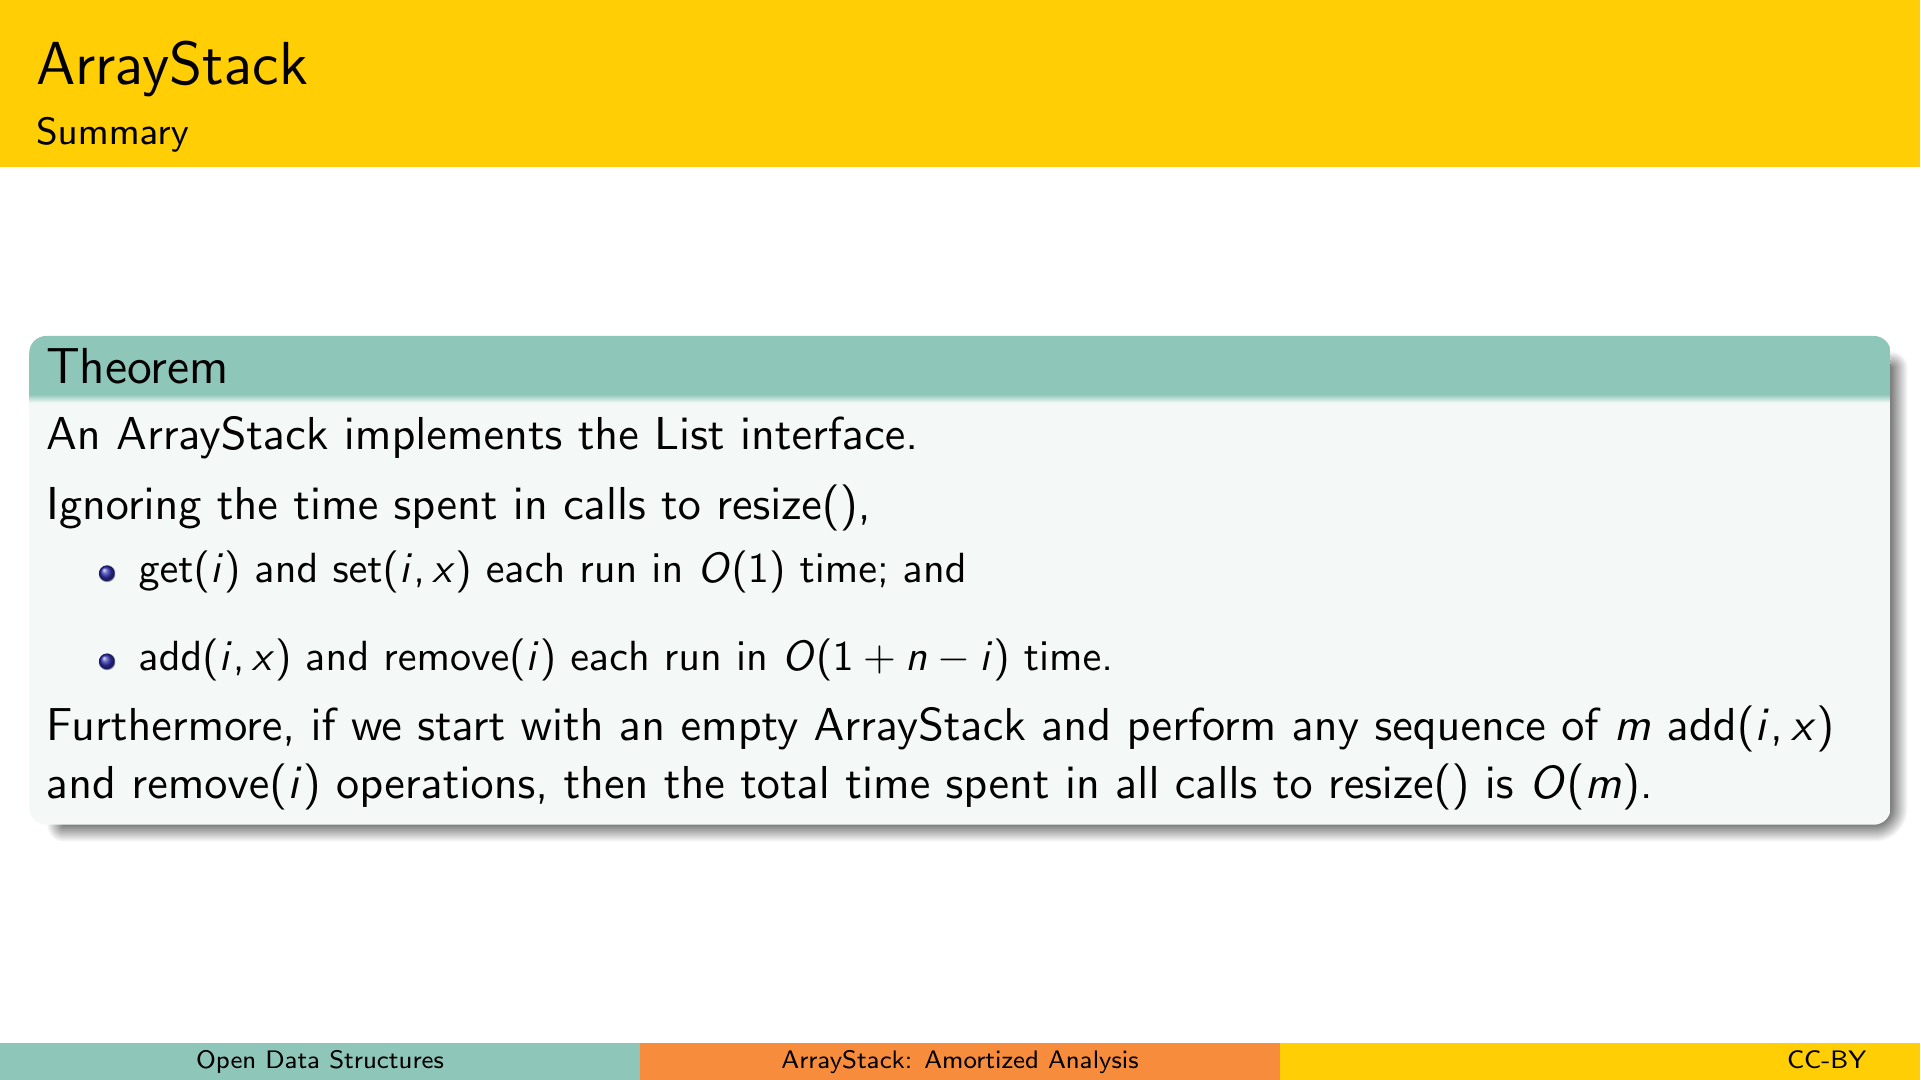 ArrayStack
Summary
Theorem
An ArrayStack implements the List interface.
Ignoring the time spent in calls to resize(),
• get(i) and set(i, x) each run in O(1) time; and
• add(i, x) and remove(i) each run in O(1 + n − i) time.
Furthermore, if we start with an empty ArrayStack and perform any sequence of m add(i, x)
and remove(i) operations, then the total time spent in all calls to resize() is O(m).
Open Data Structures
ArrayStack: Amortized Analysis
CC-BY